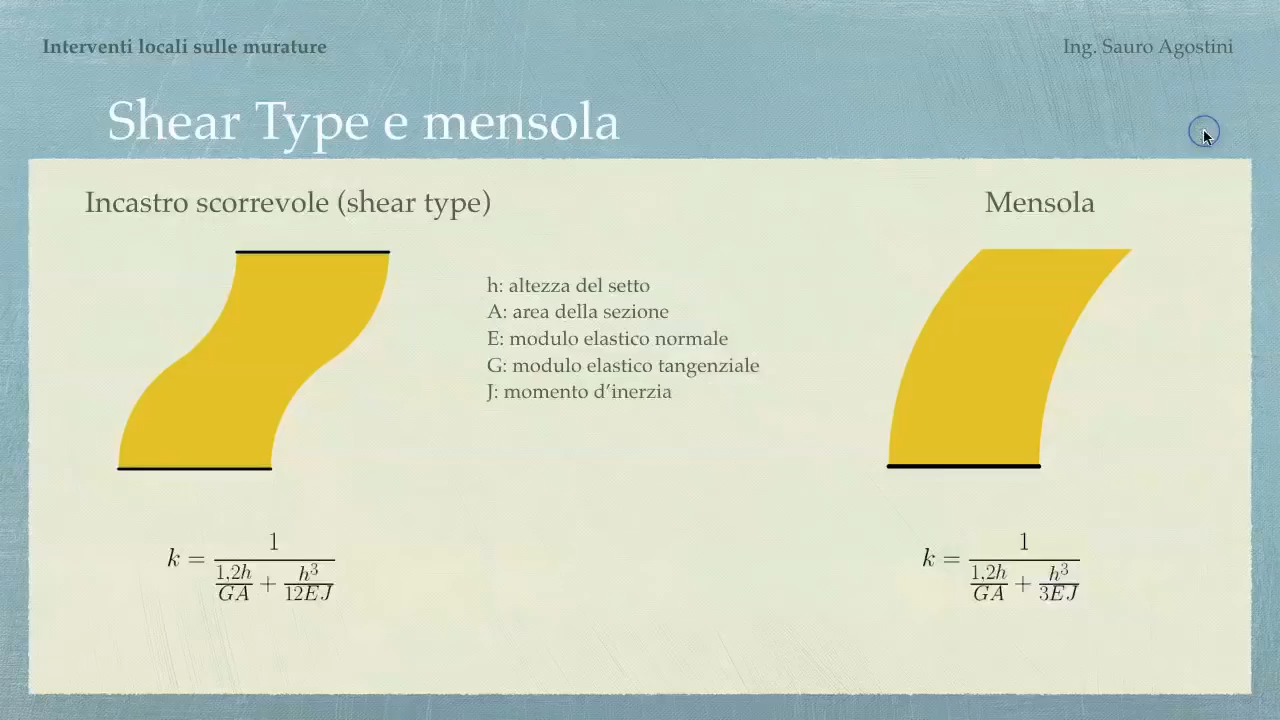 Interventi locali sulle murature
Ing. Sauro Agostini
Shear Type e mensola
Incastro scorrevole (shear type)
Mensola
h: altezza del setto
A: area della sezione
E: modulo elastico normale
G: modulo elastico tangenziale
J: momento d’inerzia
k = 1 / (1,2h/GA + h³/12EJ)
k = 1 / (1,2h/GA + h³/3EJ)